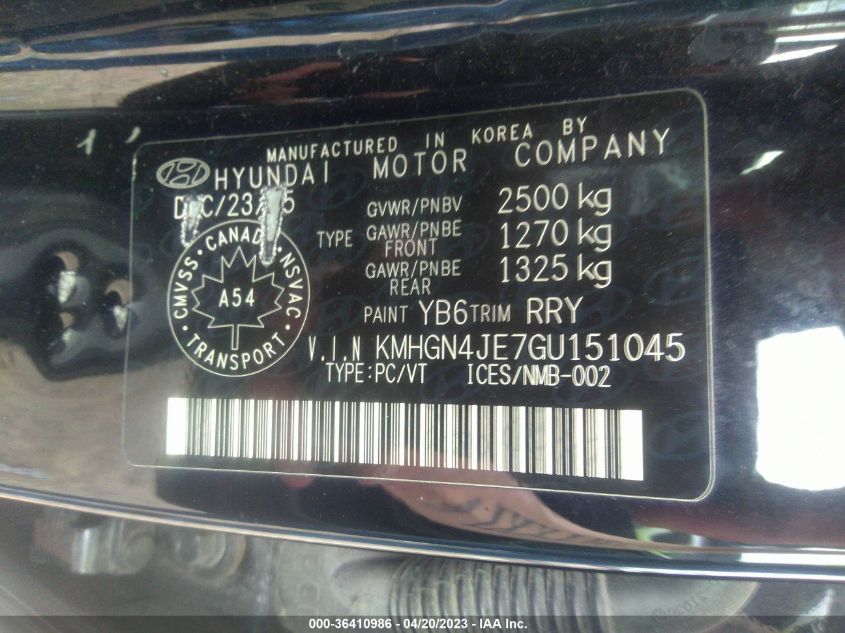 MANUFACTURED IN KOREA BY
HYUNDAI MOTOR COMPANY
GVWR/PNBV 2500 kg
TYPE GAWR/PNBE FRONT 1270 kg
GAWR/PNBE REAR 1325 kg
CMVSS · CANADA · NSVAC
A54
TRANSPORT
PAINT YB6 TRIM RRY
V.I.N KMHGN4JE7GU151045
TYPE:PC/VT ICES/NMB-002
000-36410986 - 04/20/2023 - © IAA Inc.